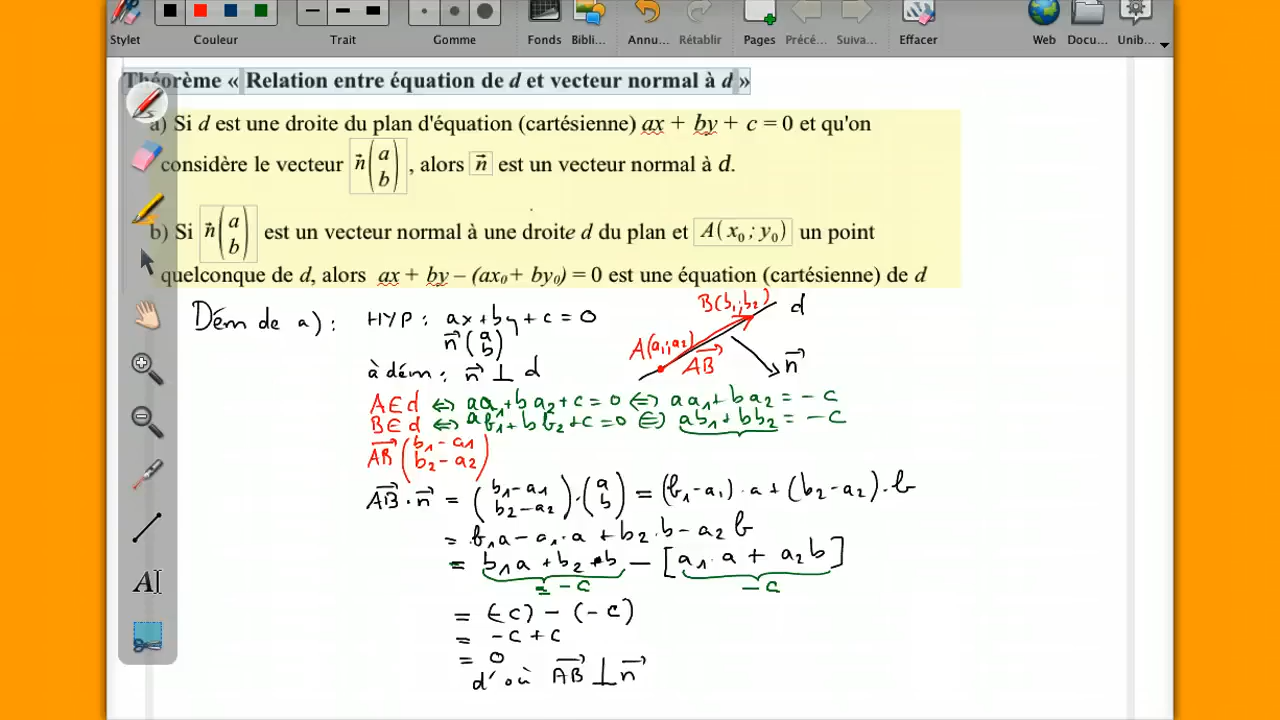 Stylet Couleur Trait Gomme Fonds Bibli... Annu... Rétablir Pages Précé... Suiva... Effacer Web Docu... Unib...
Théorème « Relation entre équation de d et vecteur normal à d »
a) Si d est une droite du plan d'équation (cartésienne) ax + by + c = 0 et qu'on
considère le vecteur n⃗(a b), alors n⃗ est un vecteur normal à d.
b) Si n⃗(a b) est un vecteur normal à une droite d du plan et A(x₀ ; y₀) un point
quelconque de d, alors ax + by – (ax₀ + by₀) = 0 est une équation (cartésienne) de d
Dém de a) : HYP : ax + by + c = 0
n⃗(a b)
à dém : n⃗ ⊥ d
B(b₁;b₂) d
A(a₁;a₂) AB⃗ n⃗
A∈d ⇔ aa₁+ba₂+c=0 ⇔ aa₁+ba₂ = -c
B∈d ⇔ ab₁+bb₂+c=0 ⇔ ab₁+bb₂ = -c
AB⃗(b₁-a₁ b₂-a₂)
AB⃗·n⃗ = (b₁-a₁ b₂-a₂)·(a b) = (b₁-a₁)·a+(b₂-a₂)·b
= b₁a-a₁·a+b₂·b-a₂b
= b₁a+b₂·b-[a₁·a+a₂b]
= -c -c
= (-c) - (-c)
= -c + c
= 0
d'où AB⃗ ⊥ n⃗
AI